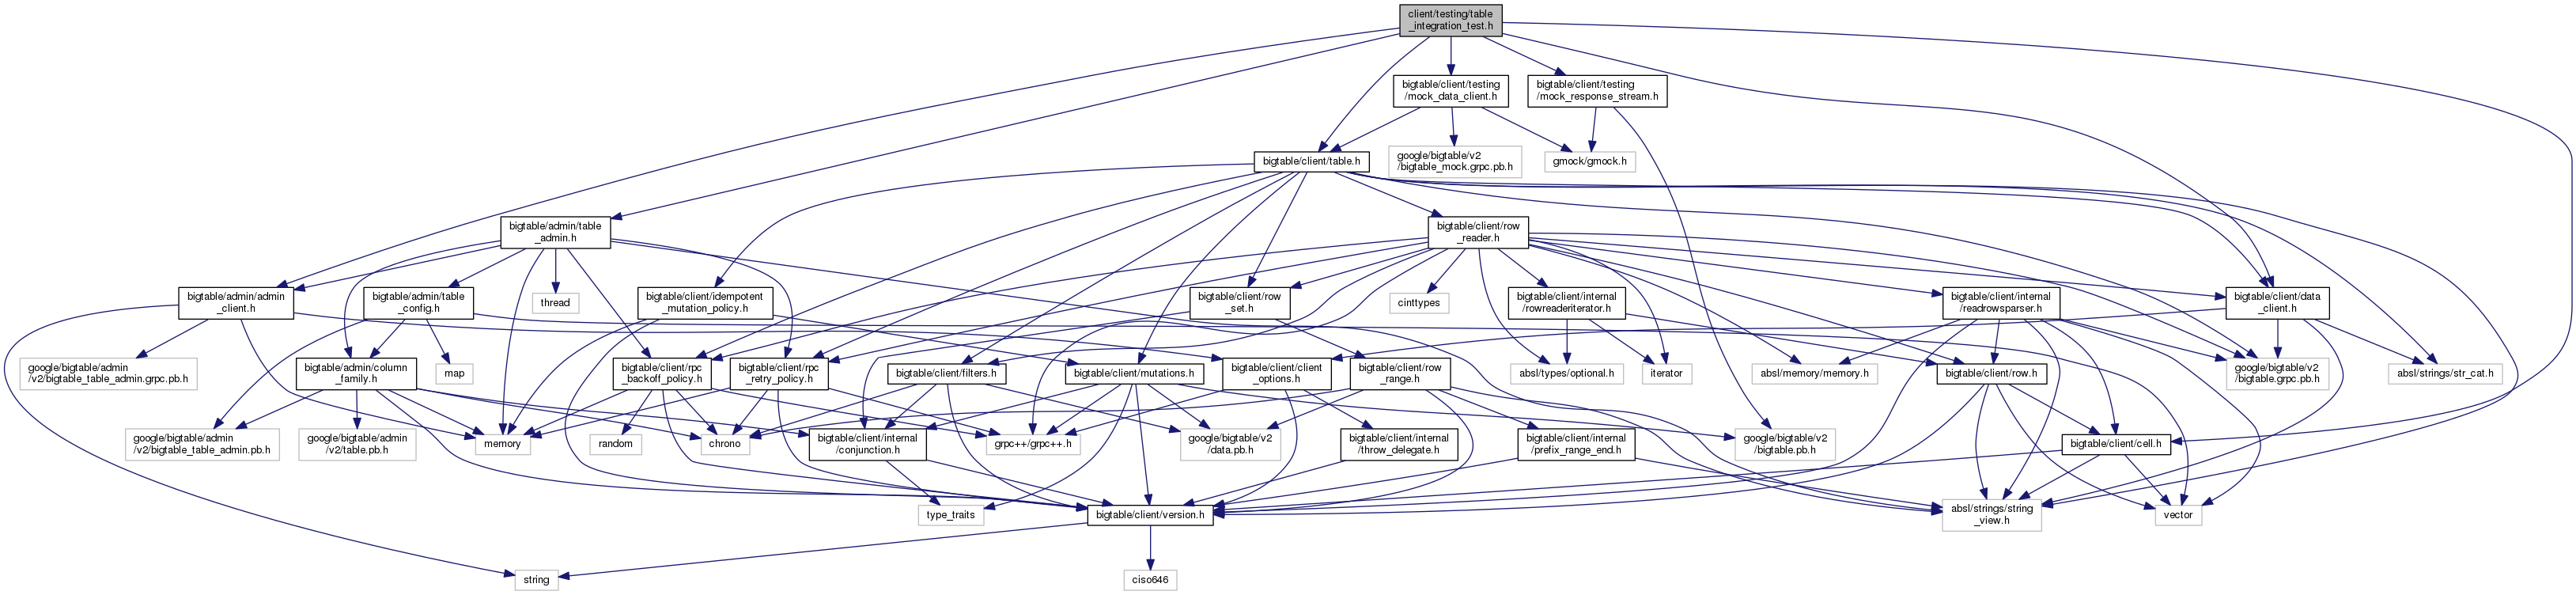 client/testing/table
_integration_test.h
bigtable/client/testing
/mock_data_client.h
bigtable/client/testing
/mock_response_stream.h
bigtable/client/table.h
google/bigtable/v2
/bigtable_mock.grpc.pb.h
gmock/gmock.h
bigtable/admin/table
_admin.h
bigtable/client/row
_reader.h
bigtable/admin/admin
_client.h
bigtable/admin/table
_config.h
thread
bigtable/client/idempotent
_mutation_policy.h
bigtable/client/row
_set.h
cinttypes
bigtable/client/internal
/rowreaderiterator.h
bigtable/client/internal
/readrowsparser.h
bigtable/client/data
_client.h
google/bigtable/admin
/v2/bigtable_table_admin.grpc.pb.h
bigtable/admin/column
_family.h
map
bigtable/client/rpc
_backoff_policy.h
bigtable/client/rpc
_retry_policy.h
bigtable/client/filters.h
bigtable/client/mutations.h
bigtable/client/client
_options.h
bigtable/client/row
_range.h
absl/types/optional.h
iterator
absl/memory/memory.h
bigtable/client/row.h
google/bigtable/v2
/bigtable.grpc.pb.h
absl/strings/str_cat.h
google/bigtable/admin
/v2/bigtable_table_admin.pb.h
google/bigtable/admin
/v2/table.pb.h
memory
random
chrono
bigtable/client/internal
/conjunction.h
grpc++/grpc++.h
google/bigtable/v2
/data.pb.h
bigtable/client/internal
/throw_delegate.h
bigtable/client/internal
/prefix_range_end.h
google/bigtable/v2
/bigtable.pb.h
bigtable/client/cell.h
type_traits
bigtable/client/version.h
absl/strings/string
_view.h
vector
string
ciso646